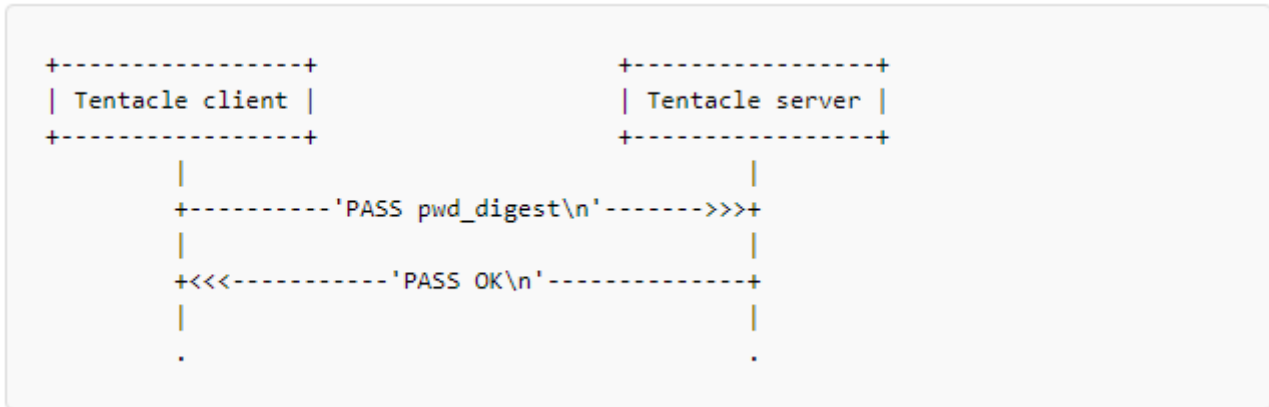 +-----------------+                     +-----------------+
| Tentacle client |                     | Tentacle server |
+-----------------+                     +-----------------+
         |                                       |
         +----------'PASS pwd_digest\n'------->>>+
         |                                       |
         +<<<-----------'PASS OK\n'--------------+
         |                                       |
         .                                       .